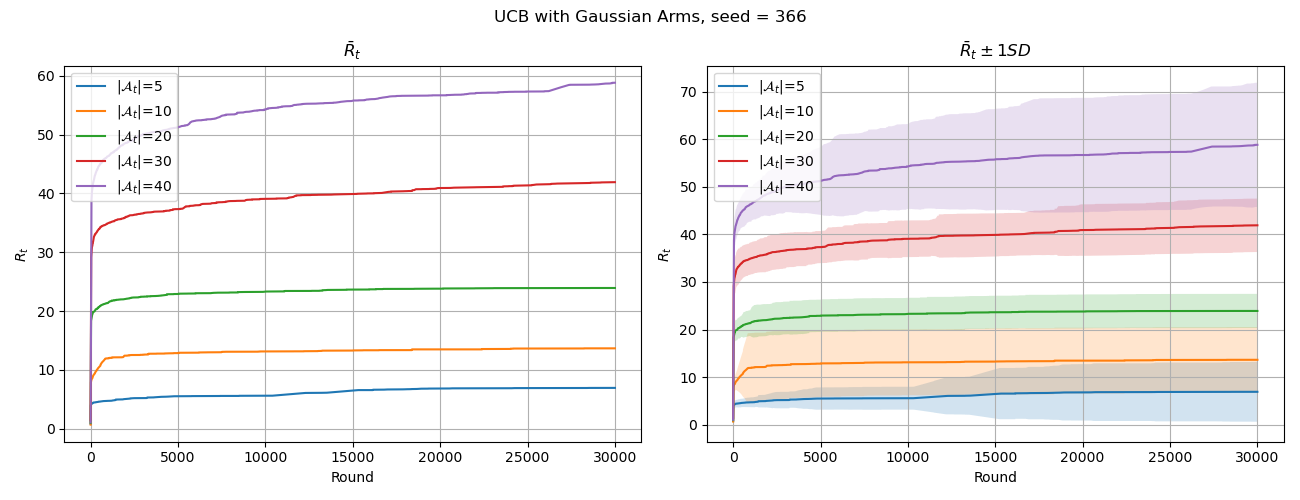 UCB with Gaussian Arms, seed = 366
R̄ₜ
60
50
40
30
20
10
0
Rₜ
|𝒜ₜ|=5
|𝒜ₜ|=10
|𝒜ₜ|=20
|𝒜ₜ|=30
|𝒜ₜ|=40
0 5000 10000 15000 20000 25000 30000
Round
R̄ₜ ± 1SD
70
60
50
40
30
20
10
0
Rₜ
|𝒜ₜ|=5
|𝒜ₜ|=10
|𝒜ₜ|=20
|𝒜ₜ|=30
|𝒜ₜ|=40
0 5000 10000 15000 20000 25000 30000
Round